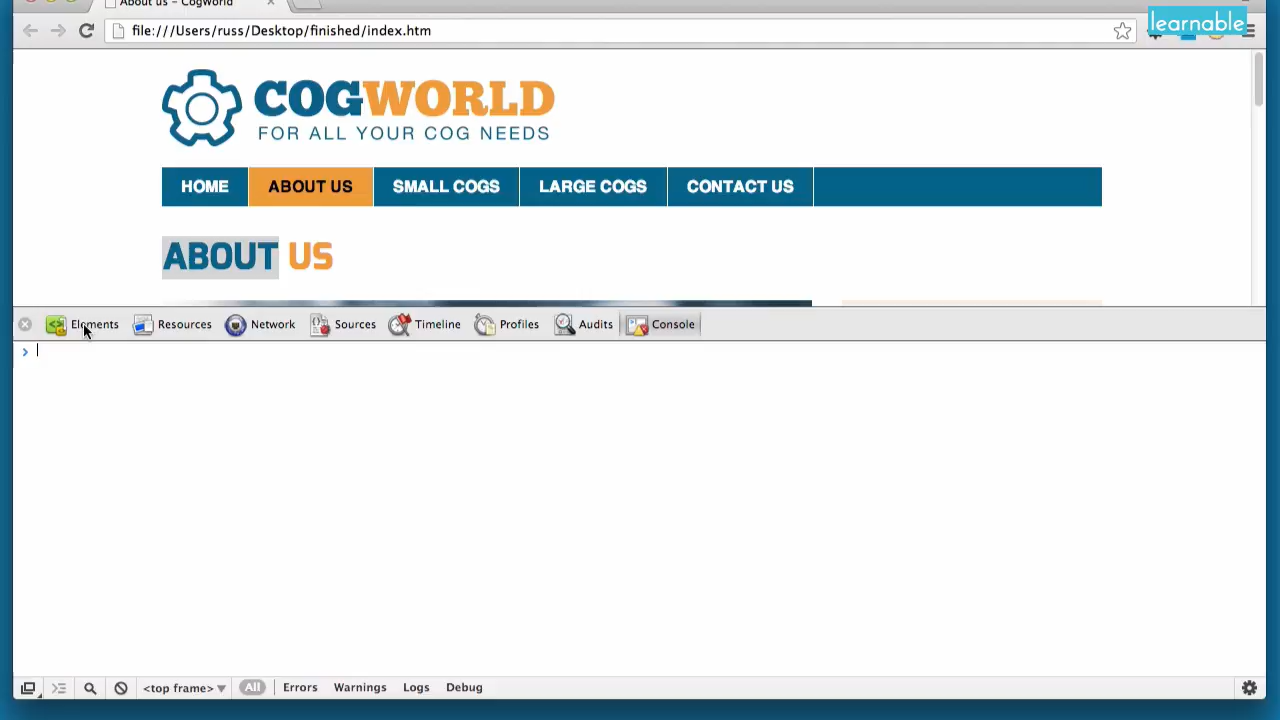 About us – CogWorld
learnable
file:///Users/russ/Desktop/finished/index.htm
COGWORLD
FOR ALL YOUR COG NEEDS
HOME ABOUT US SMALL COGS LARGE COGS CONTACT US
ABOUT US
Elements Resources Network Sources Timeline Profiles Audits Console
<top frame> All Errors Warnings Logs Debug